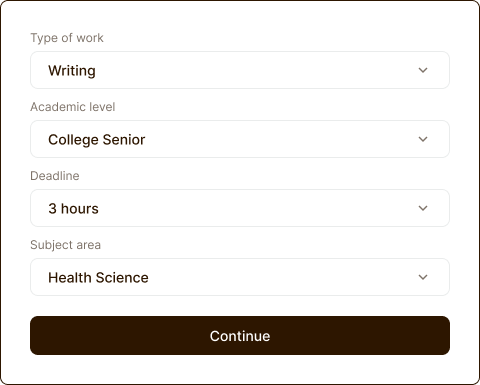 Type of work
Writing
Academic level
College Senior
Deadline
3 hours
Subject area
Health Science
Continue